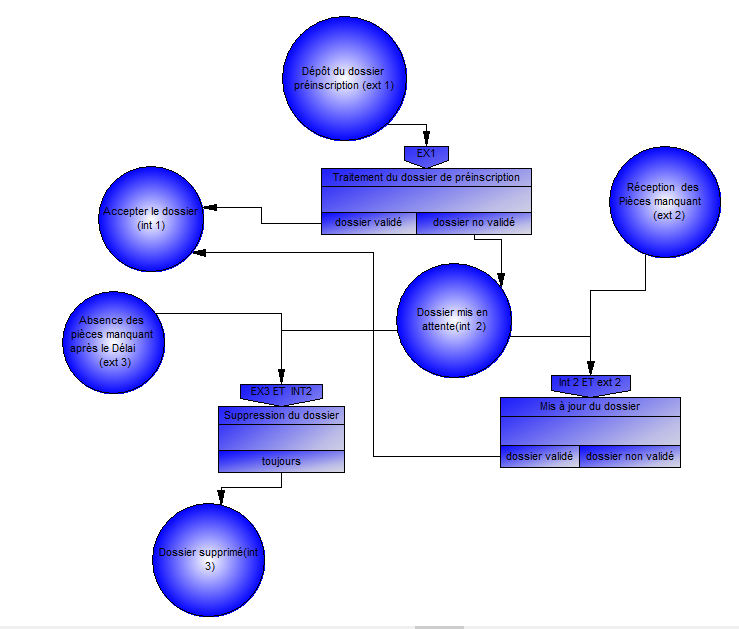 Dépôt du dossier
préinscription (ext 1)
EX1
Traitement du dossier de préinscription
dossier validé
dossier no validé
Accepter le dossier
(int 1)
Réception des
Pièces manquant
(ext 2)
Dossier mis en
attente(int 2)
Absence des
pièces manquant
après le Délai
(ext 3)
EX3 ET INT2
Suppression du dossier
toujours
Int 2 ET ext 2
Mis à jour du dossier
dossier validé
dossier non validé
Dossier supprimé(int
3)